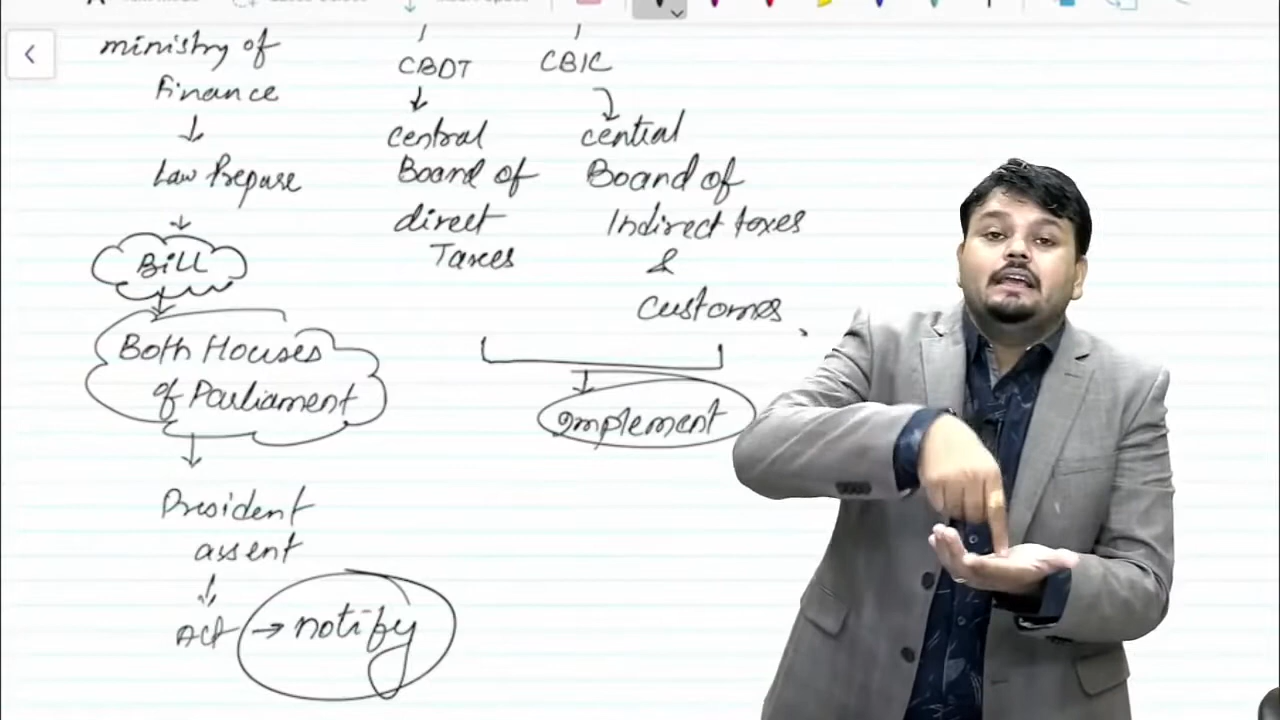 ministry of
Finance
↓
Law Prepare
↓
Bill
↓
Both Houses
of Parliament
↓
President
assent
↓
Act → notify
CBDT
↓
central
Board of
direct
Taxes
CBIC
central
Board of
Indirect taxes
&
Customes
↓
Implement